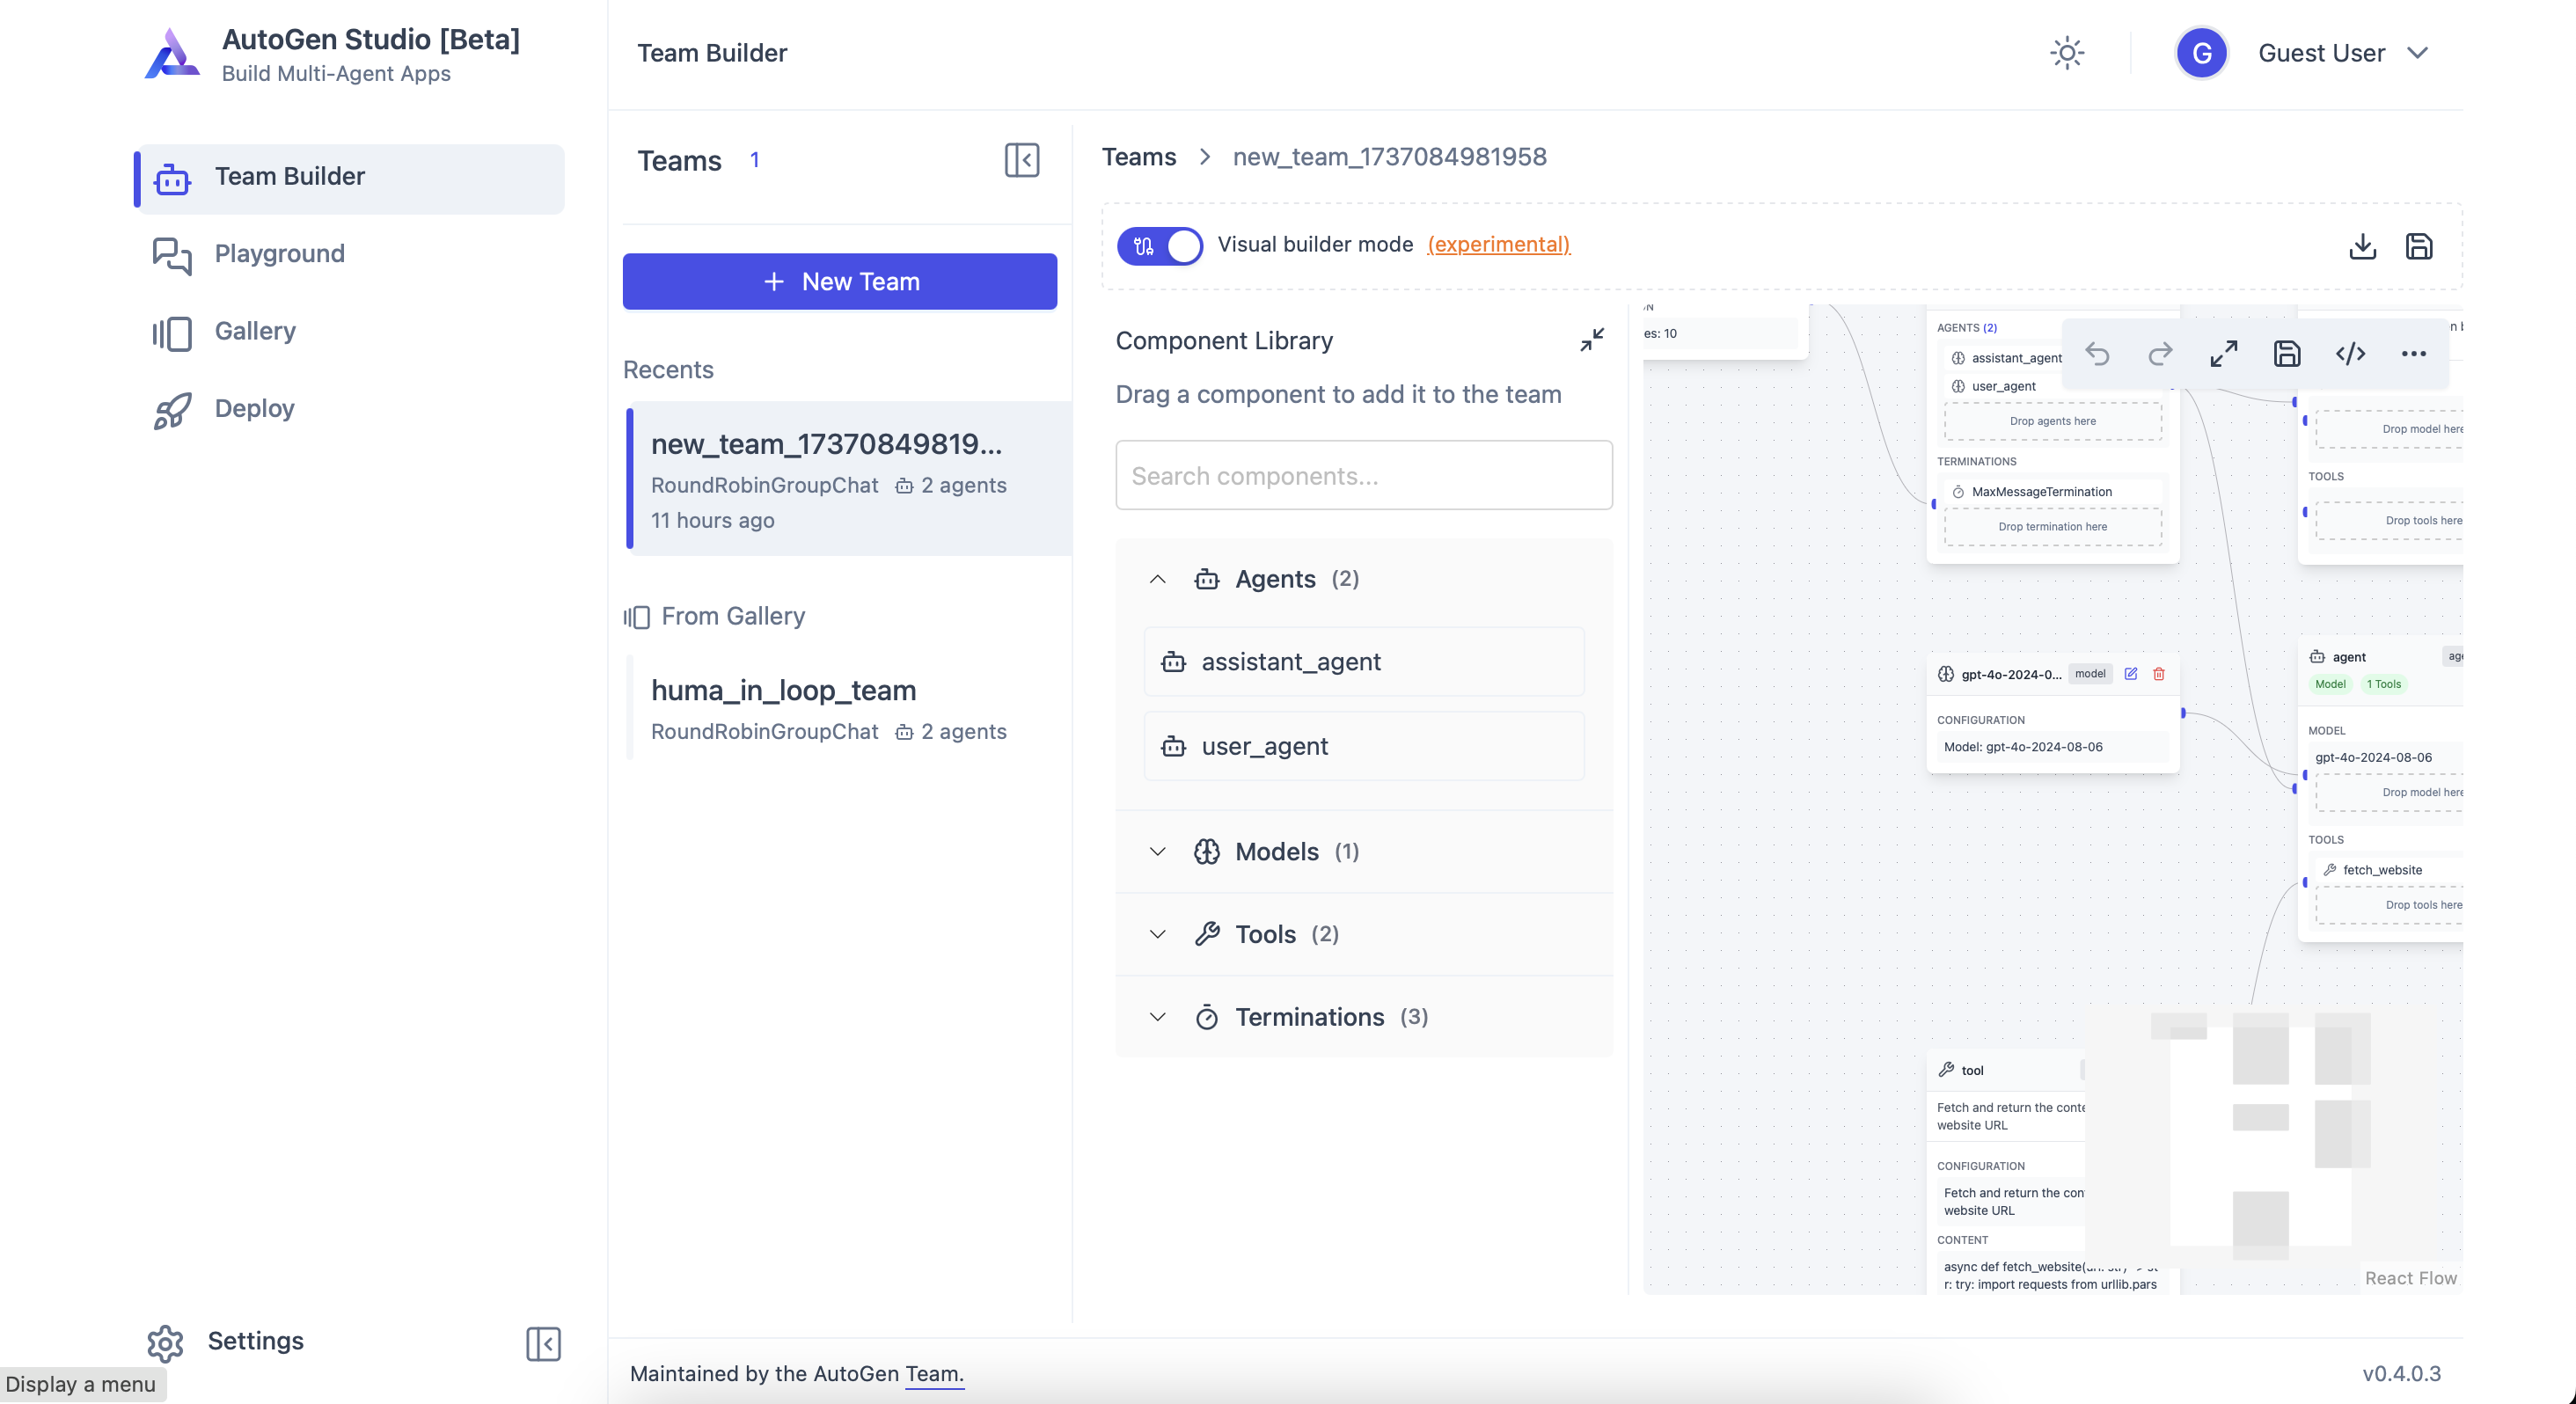 AutoGen Studio [Beta]
Build Multi-Agent Apps
Team Builder
Playground
Gallery
Deploy
Settings
Display a menu
Team Builder
G
Guest User
Teams 1
New Team
Recents
new_team_17370849819...
RoundRobinGroupChat 2 agents
11 hours ago
From Gallery
huma_in_loop_team
RoundRobinGroupChat 2 agents
Teams > new_team_1737084981958
Visual builder mode (experimental)
Component Library
Drag a component to add it to the team
Search components...
Agents (2)
assistant_agent
user_agent
Models (1)
Tools (2)
Terminations (3)
es: 10
AGENTS (2)
assistant_agent
user_agent
Drop agents here
TERMINATIONS
MaxMessageTermination
Drop termination here
Drop model here
TOOLS
Drop tools here
gpt-4o-2024-0... model
CONFIGURATION
Model: gpt-4o-2024-08-06
agent
Model 1 Tools
MODEL
gpt-4o-2024-08-06
Drop model here
TOOLS
fetch_website
Drop tools here
tool
Fetch and return the conte
website URL
CONFIGURATION
Fetch and return the con
website URL
CONTENT
async def fetch_website(
r: try: import requests from urllib.pars
React Flow
Maintained by the AutoGen Team.
v0.4.0.3